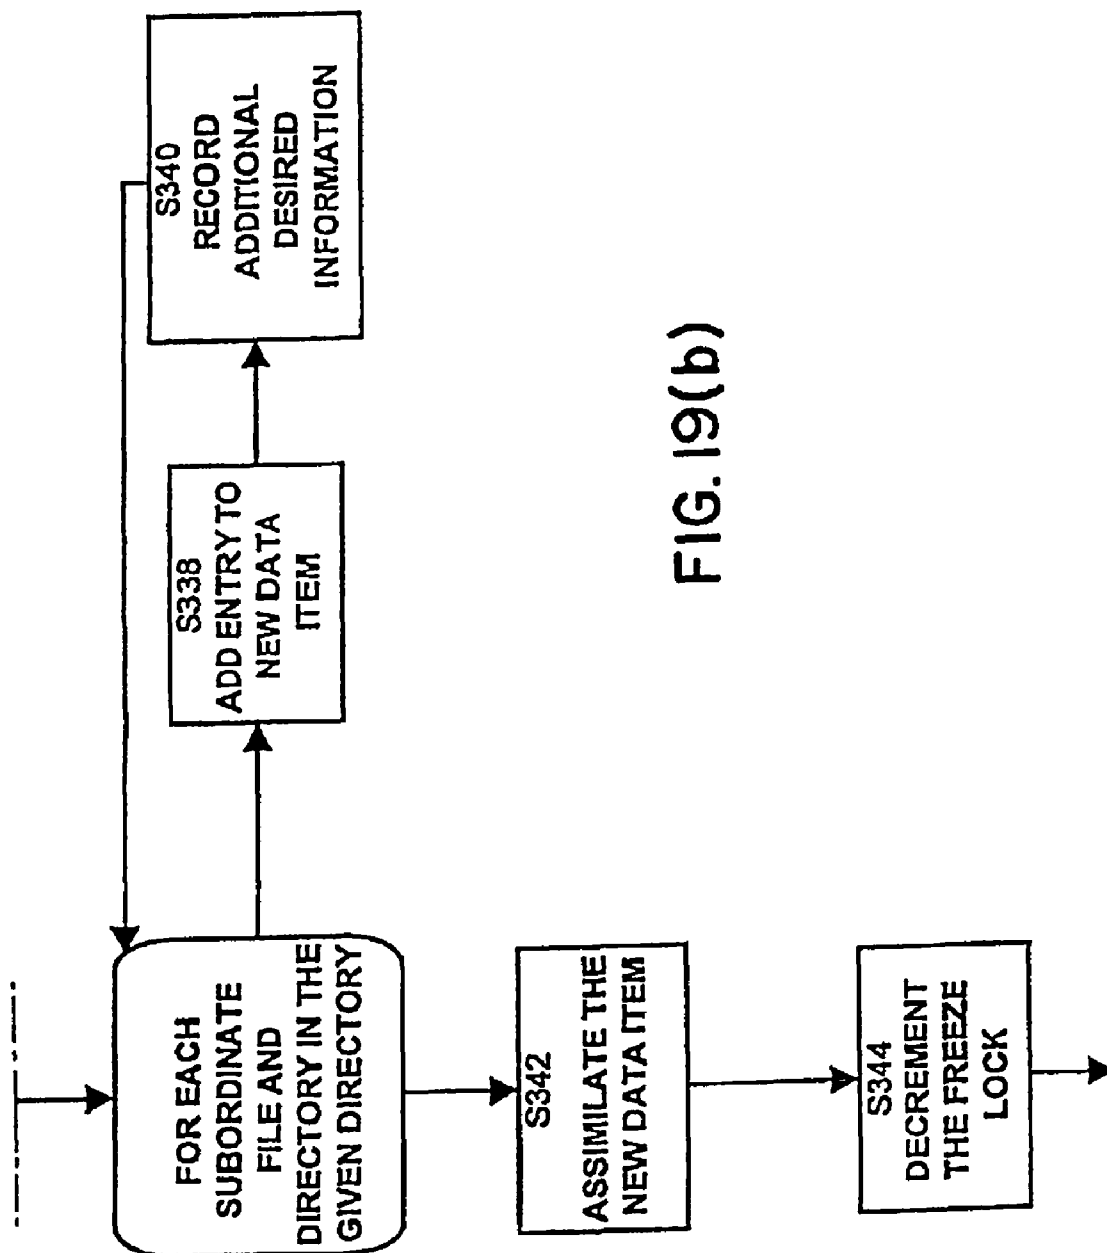 FOR EACH
SUBORDINATE
FILE AND
DIRECTORY IN THE
GIVEN DIRECTORY
S338
ADD ENTRY TO
NEW DATA
ITEM
S340
RECORD
ADDITIONAL
DESIRED
INFORMATION
S342
ASSIMILATE THE
NEW DATA ITEM
S344
DECREMENT
THE FREEZE
LOCK
FIG. 19(b)